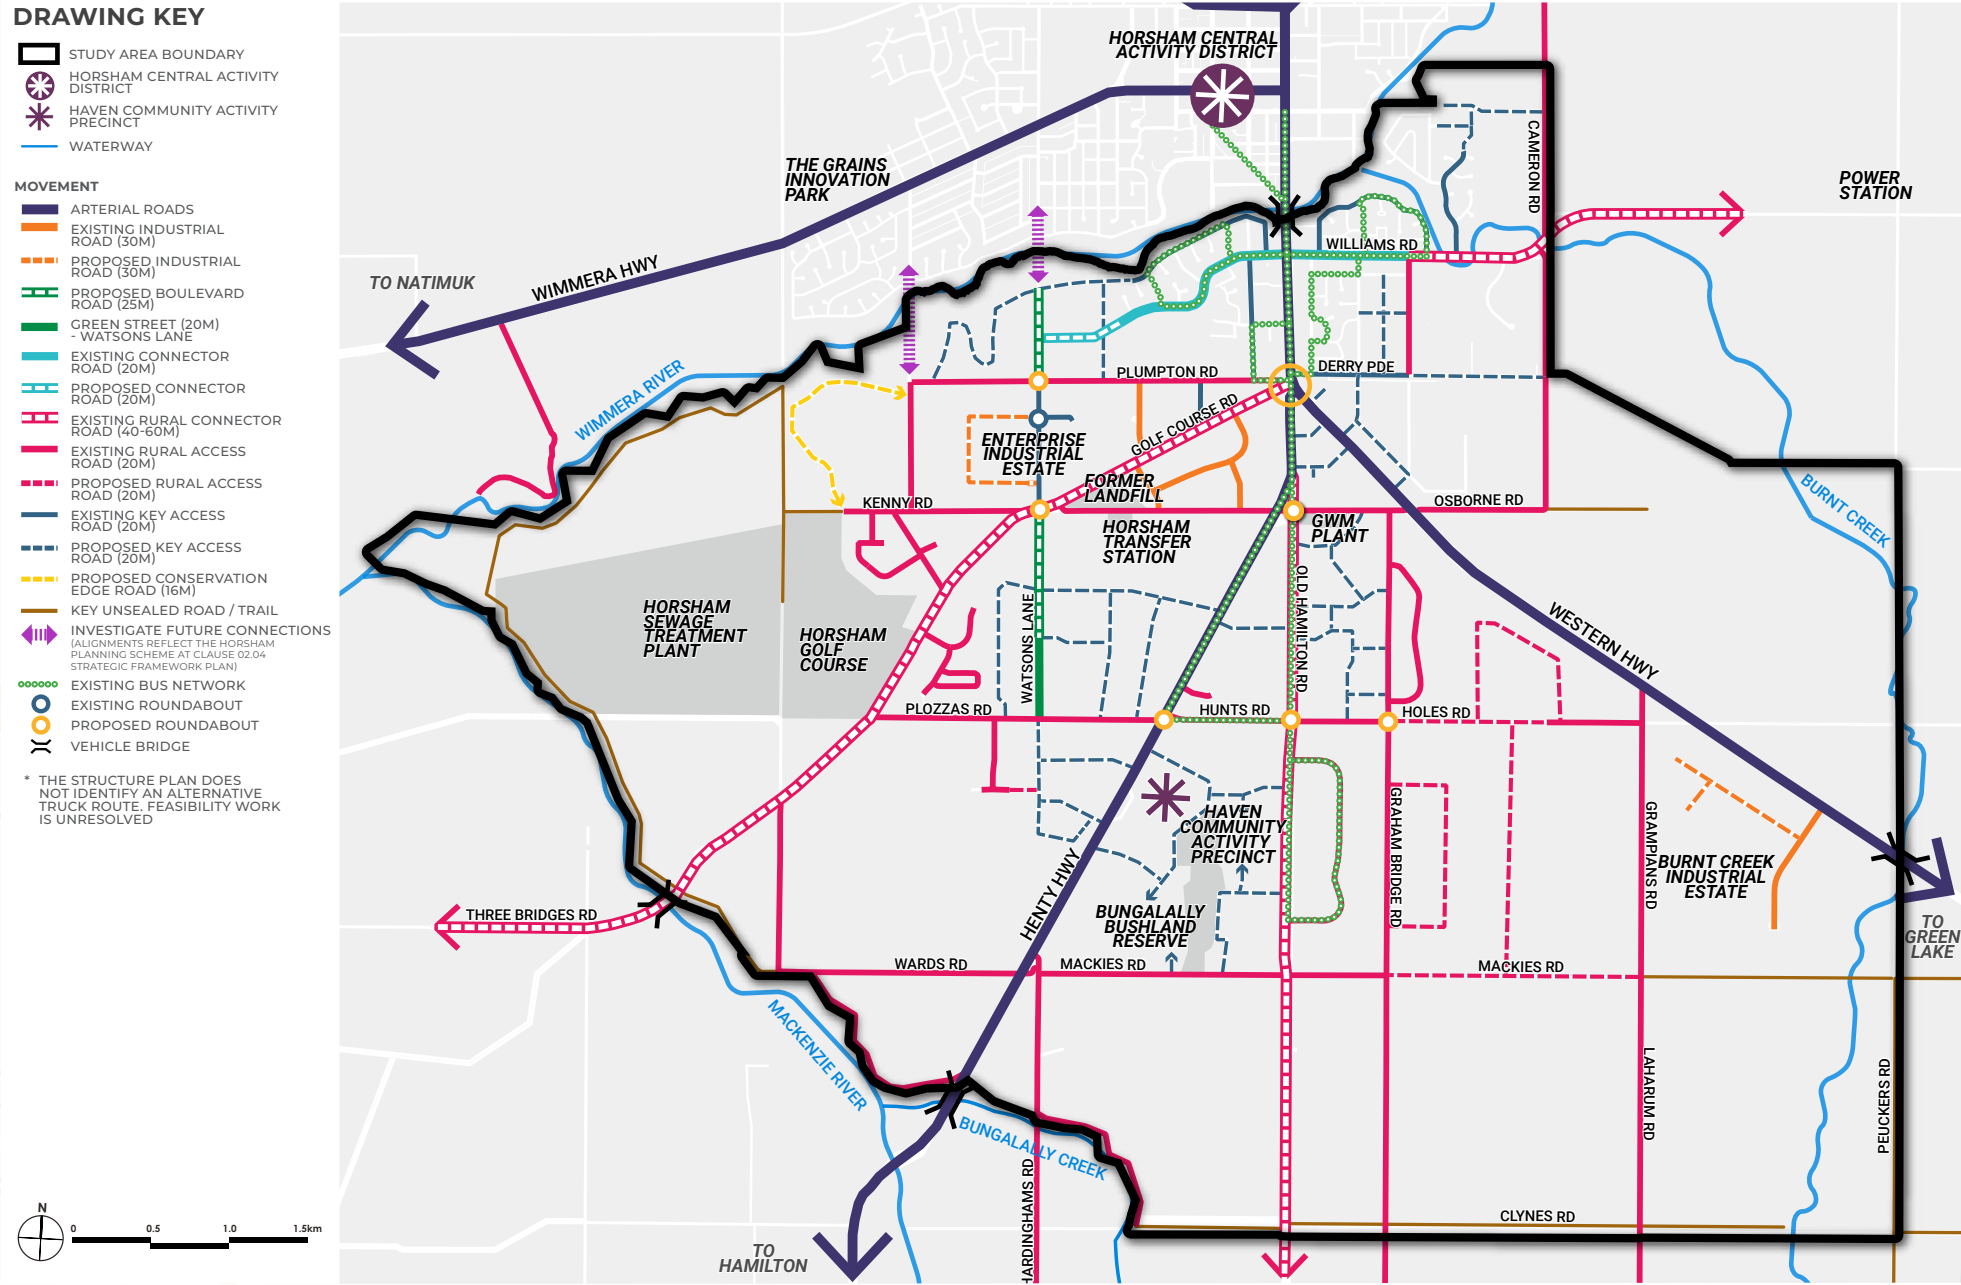 DRAWING KEY
STUDY AREA BOUNDARY
HORSHAM CENTRAL ACTIVITY
DISTRICT
HAVEN COMMUNITY ACTIVITY
PRECINCT
WATERWAY
MOVEMENT
ARTERIAL ROADS
EXISTING INDUSTRIAL
ROAD (30M)
PROPOSED INDUSTRIAL
ROAD (30M)
PROPOSED BOULEVARD
ROAD (25M)
GREEN STREET (20M)
- WATSONS LANE
EXISTING CONNECTOR
ROAD (20M)
PROPOSED CONNECTOR
ROAD (20M)
EXISTING RURAL CONNECTOR
ROAD (40-60M)
EXISTING RURAL ACCESS
ROAD (20M)
PROPOSED RURAL ACCESS
ROAD (20M)
EXISTING KEY ACCESS
ROAD (20M)
PROPOSED KEY ACCESS
ROAD (20M)
PROPOSED CONSERVATION
EDGE ROAD (16M)
KEY UNSEALED ROAD / TRAIL
INVESTIGATE FUTURE CONNECTIONS
(ALIGNMENTS REFLECT THE HORSHAM
PLANNING SCHEME AT CLAUSE 02.04
STRATEGIC FRAMEWORK PLAN)
EXISTING BUS NETWORK
EXISTING ROUNDABOUT
PROPOSED ROUNDABOUT
VEHICLE BRIDGE
* THE STRUCTURE PLAN DOES
NOT IDENTIFY AN ALTERNATIVE
TRUCK ROUTE. FEASIBILITY WORK
IS UNRESOLVED
N
0 0.5 1.0 1.5km
HORSHAM CENTRAL
ACTIVITY DISTRICT
THE GRAINS
INNOVATION
PARK
CAMERON RD
POWER
STATION
TO NATIMUK
WIMMERA HWY
WILLIAMS RD
WIMMERA RIVER
PLUMPTON RD
DERRY PDE
GOLF COURSE RD
ENTERPRISE
INDUSTRIAL
ESTATE
FORMER
LANDFILL
KENNY RD
OSBORNE RD
BURNT CREEK
HORSHAM
TRANSFER
STATION
GWM
PLANT
HORSHAM
SEWAGE
TREATMENT
PLANT
HORSHAM
GOLF
COURSE
WATSONS LANE
OLD HAMILTON RD
WESTERN HWY
PLOZZAS RD
HUNTS RD
HOLES RD
HAVEN
COMMUNITY
ACTIVITY
PRECINCT
GRAHAM BRIDGE RD
GRAMPIANS RD
BURNT CREEK
INDUSTRIAL
ESTATE
HENTY HWY
THREE BRIDGES RD
BUNGALALLY
BUSHLAND
RESERVE
TO
GREEN
LAKE
WARDS RD
MACKIES RD
MACKIES RD
MACKENZIE RIVER
LAHARUM RD
PEUCKERS RD
BUNGALALLY CREEK
HARDINGHAMS RD
CLYNES RD
TO
HAMILTON